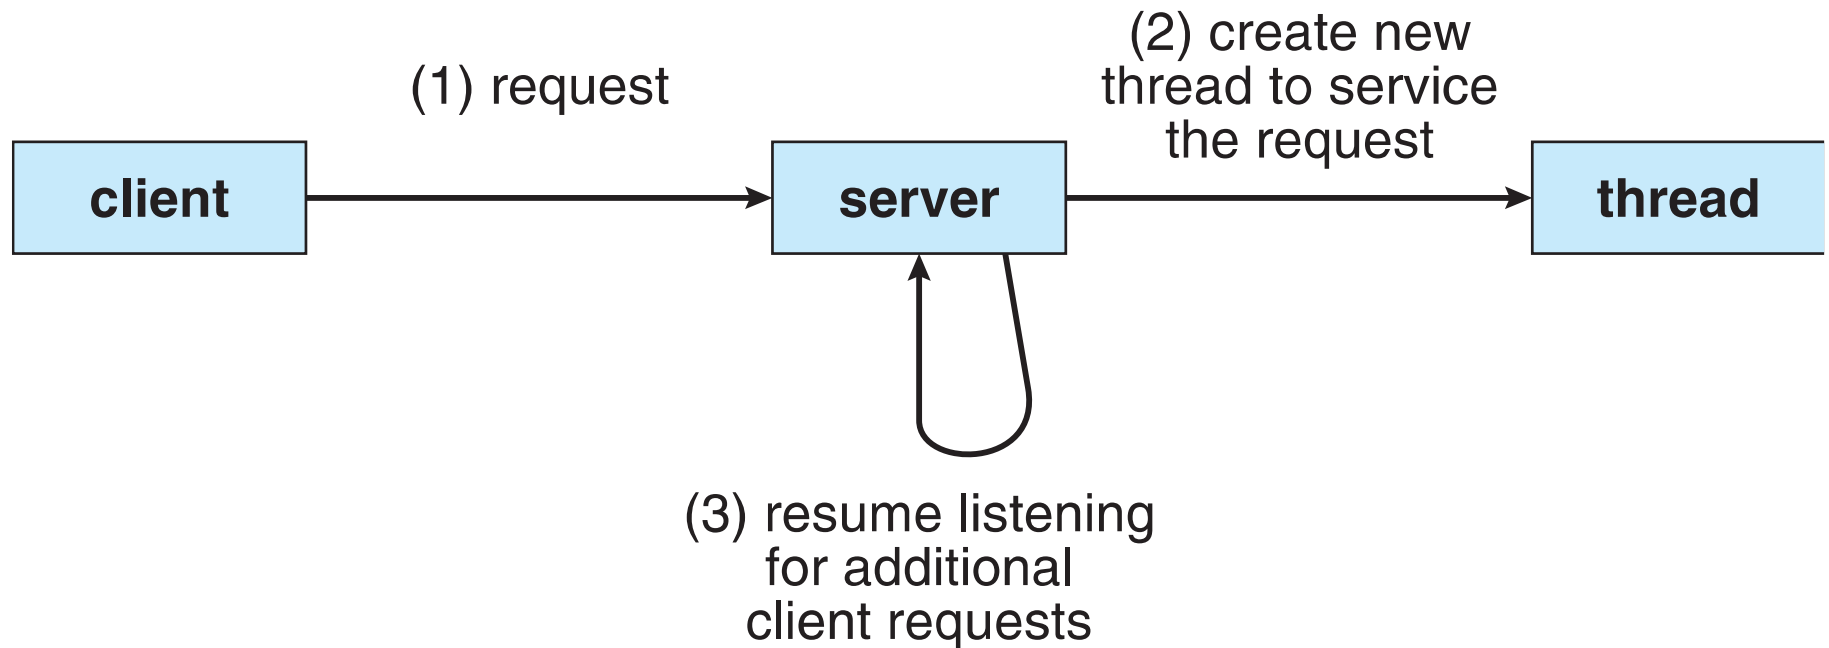 (1) request
(2) create new
thread to service
the request
client
server
thread
(3) resume listening
for additional
client requests